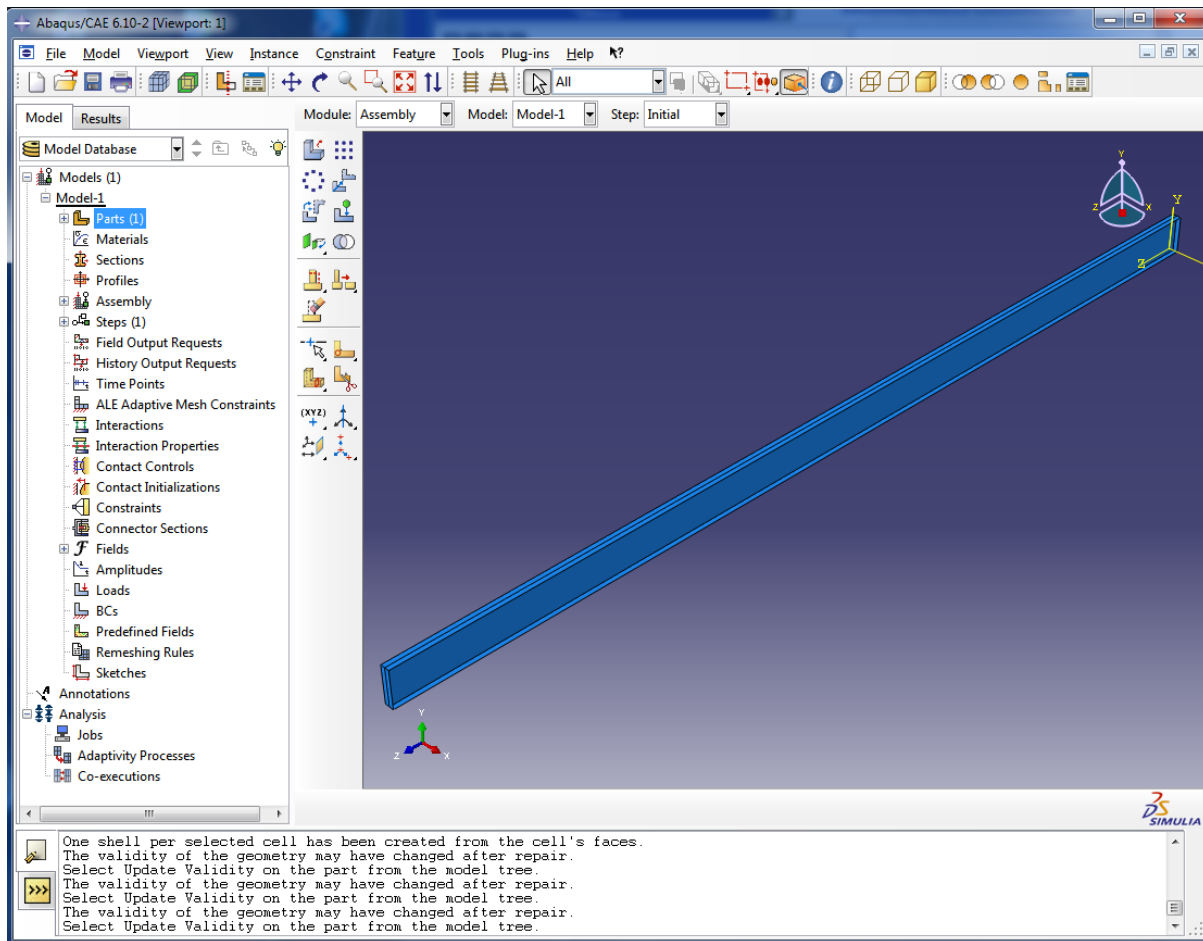 Abaqus/CAE 6.10-2 [Viewport: 1]
File Model Viewport View Instance Constraint Feature Tools Plug-ins Help
All
Model Results
Module: Assembly Model: Model-1 Step: Initial
Model Database
Models (1)
Model-1
Parts (1)
Materials
Sections
Profiles
Assembly
Steps (1)
Field Output Requests
History Output Requests
Time Points
ALE Adaptive Mesh Constraints
Interactions
Interaction Properties
Contact Controls
Contact Initializations
Constraints
Connector Sections
Fields
Amplitudes
Loads
BCs
Predefined Fields
Remeshing Rules
Sketches
Annotations
Analysis
Jobs
Adaptivity Processes
Co-executions
(XYZ)
Y
Z X
Y
Z
Y
Z X
SIMULIA
One shell per selected cell has been created from the cell's faces.
The validity of the geometry may have changed after repair.
Select Update Validity on the part from the model tree.
The validity of the geometry may have changed after repair.
Select Update Validity on the part from the model tree.
The validity of the geometry may have changed after repair.
Select Update Validity on the part from the model tree.
>>>